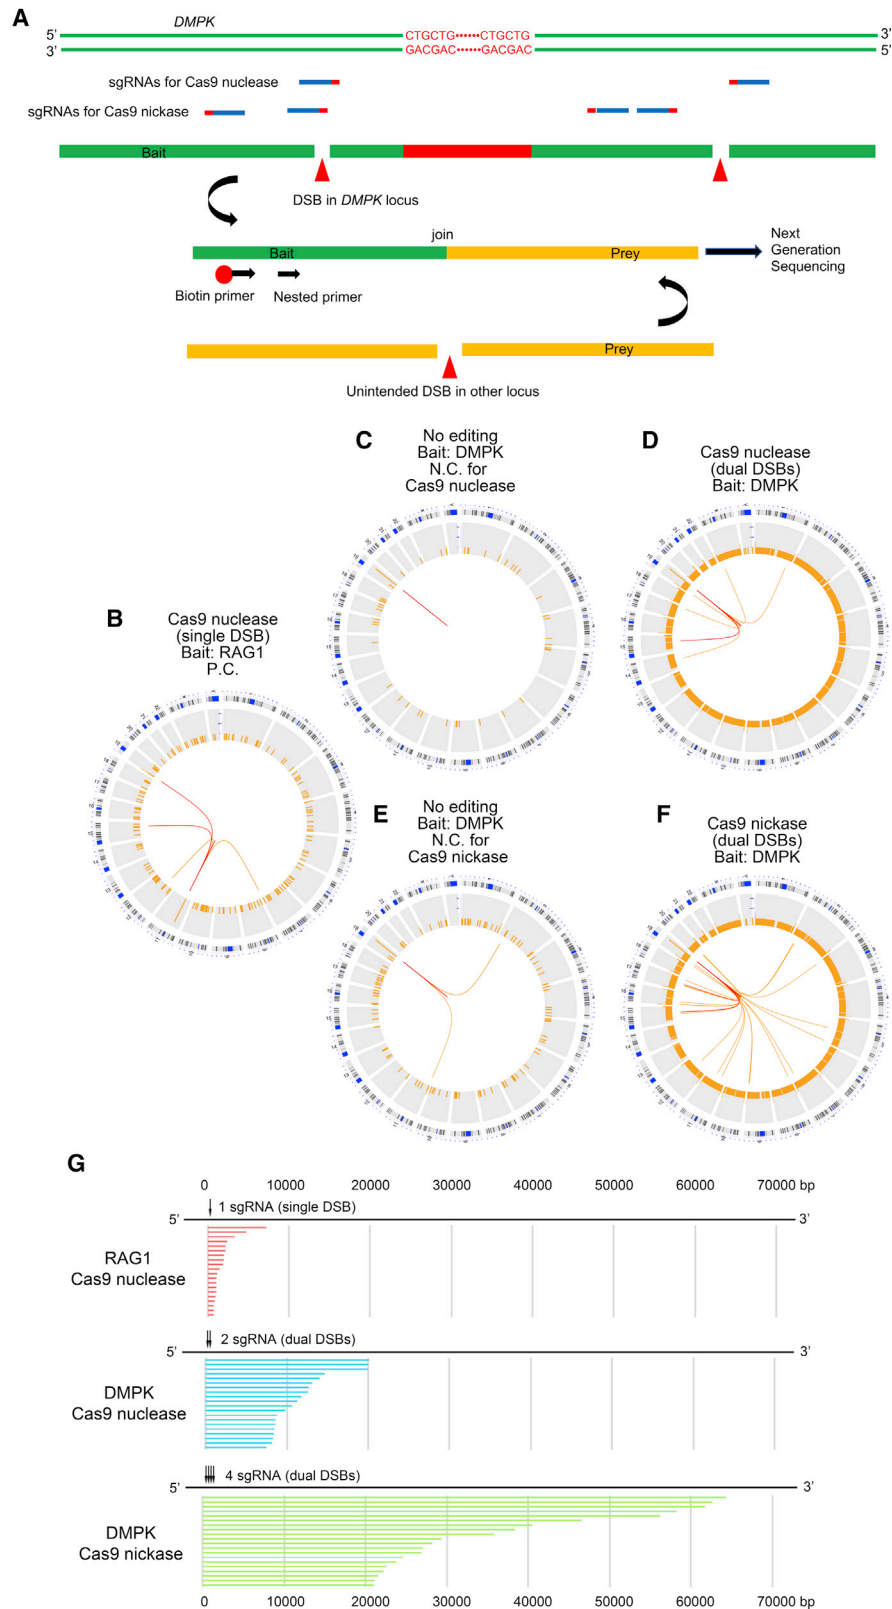 A
DMPK
5' CTGCTG······CTGCTG 3'
3' GACGAC······GACGAC 5'
sgRNAs for Cas9 nuclease
sgRNAs for Cas9 nickase
Bait
DSB in DMPK locus
join
Bait Prey
Next
Generation
Sequencing
Biotin primer Nested primer
Prey
Unintended DSB in other locus
B
Cas9 nuclease
(single DSB)
Bait: RAG1
P.C.
C
No editing
Bait: DMPK
N.C. for
Cas9 nuclease
D
Cas9 nuclease
(dual DSBs)
Bait: DMPK
E
No editing
Bait: DMPK
N.C. for
Cas9 nickase
F
Cas9 nickase
(dual DSBs)
Bait: DMPK
G
0 10000 20000 30000 40000 50000 60000 70000 bp
1 sgRNA (single DSB)
5' 3'
RAG1
Cas9 nuclease
2 sgRNA (dual DSBs)
5' 3'
DMPK
Cas9 nuclease
4 sgRNA (dual DSBs)
5' 3'
DMPK
Cas9 nickase
0 10000 20000 30000 40000 50000 60000 70000 bp